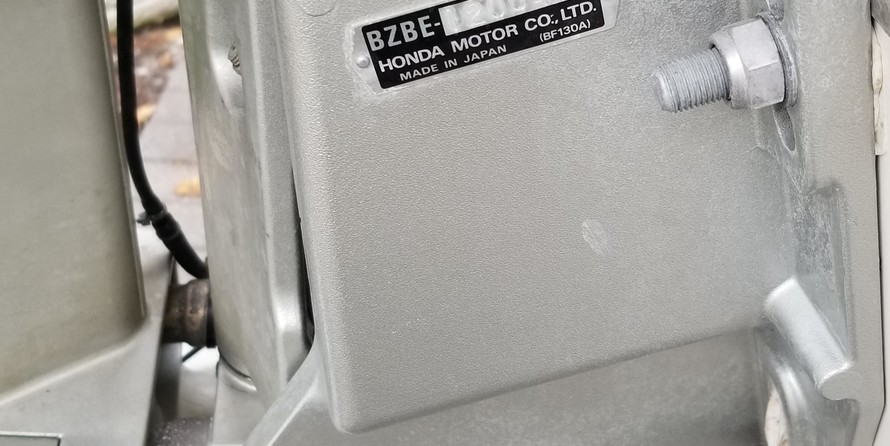 BZBE-
HONDA MOTOR CO., LTD.
MADE IN JAPAN (BF130A)